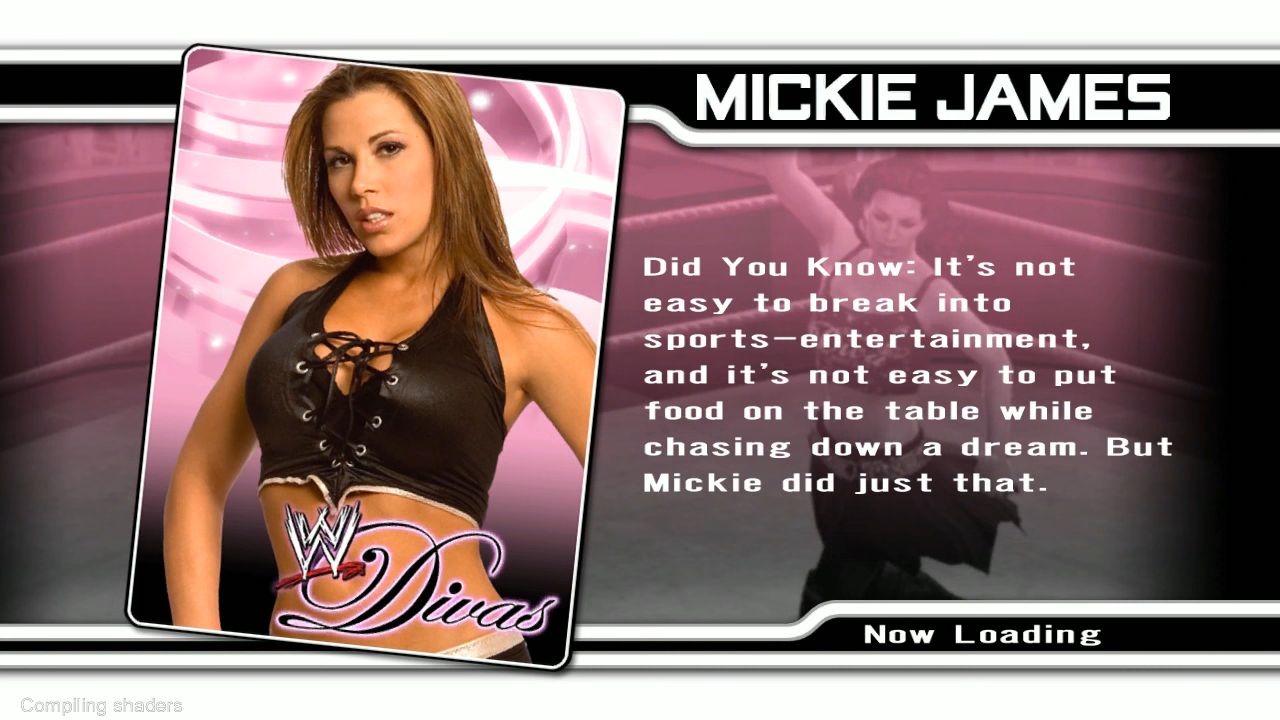 MICKIE JAMES
Did You Know: It's not
easy to break into
sports-entertainment,
and it's not easy to put
food on the table while
chasing down a dream. But
Mickie did just that.
W
Divas
Now Loading
Compiling shaders